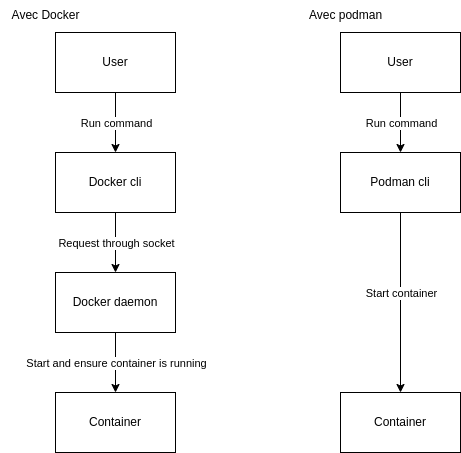 Avec Docker
User
Run command
Docker cli
Request through socket
Docker daemon
Start and ensure container is running
Container
Avec podman
User
Run command
Podman cli
Start container
Container